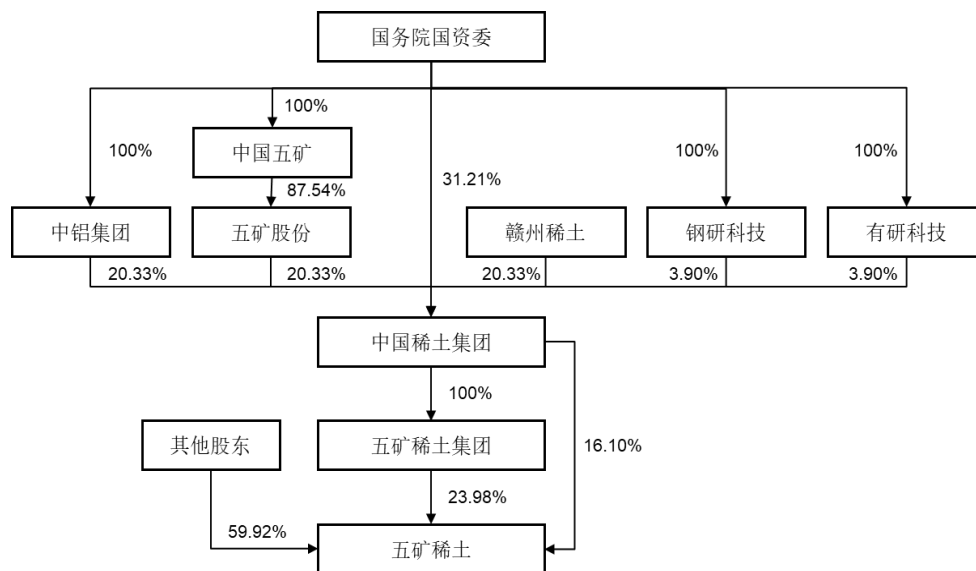 国务院国资委
100%
中国五矿
100%
31.21%
100%
100%
87.54%
中铝集团
五矿股份
赣州稀土
钢研科技
有研科技
20.33%
20.33%
20.33%
3.90%
3.90%
中国稀土集团
100%
其他股东
五矿稀土集团
16.10%
23.98%
59.92%
五矿稀土